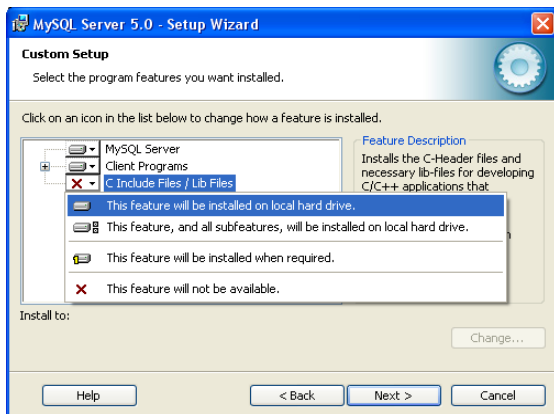 MySQL Server 5.0 - Setup Wizard
Custom Setup
Select the program features you want installed.
Click on an icon in the list below to change how a feature is installed.
MySQL Server
Client Programs
C Include Files / Lib Files
Feature Description
Installs the C-Header files and
necessary lib-files for developing
C/C++ applications that
This feature will be installed on local hard drive.
This feature, and all subfeatures, will be installed on local hard drive.
This feature will be installed when required.
This feature will not be available.
Install to:
Change...
Help
< Back
Next >
Cancel